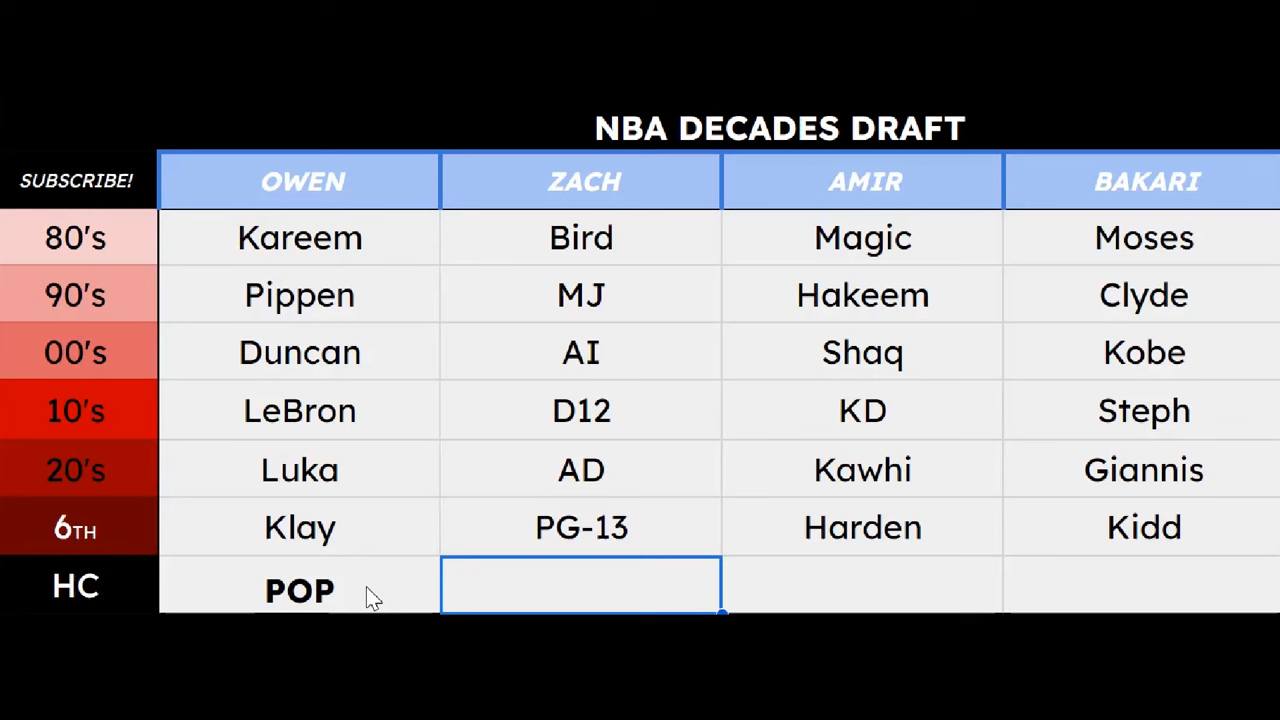 NBA DECADES DRAFT
SUBSCRIBE! OWEN ZACH AMIR BAKARI
80's Kareem Bird Magic Moses
90's Pippen MJ Hakeem Clyde
00's Duncan AI Shaq Kobe
10's LeBron D12 KD Steph
20's Luka AD Kawhi Giannis
6TH Klay PG-13 Harden Kidd
HC POP